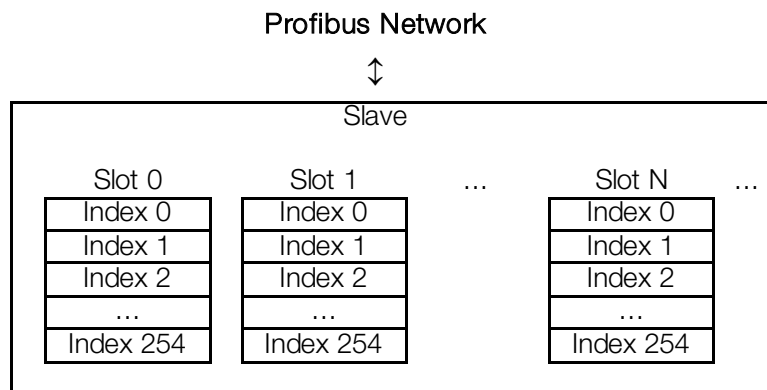 Profibus Network
↕
Slave
Slot 0 Slot 1 ... Slot N ...
Index 0 Index 0 Index 0
Index 1 Index 1 Index 1
Index 2 Index 2 Index 2
... ... ...
Index 254 Index 254 Index 254